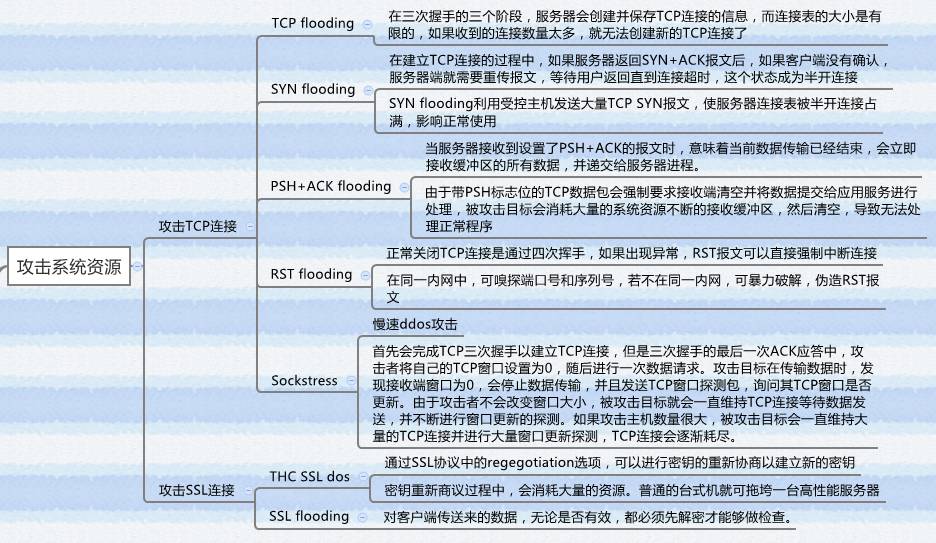 攻击系统资源
攻击TCP连接
TCP flooding
在三次握手的三个阶段，服务器会创建并保存TCP连接的信息，而连接表的大小是有
限的，如果收到的连接数量太多，就无法创建新的TCP连接了
SYN flooding
在建立TCP连接的过程中，如果服务器返回SYN+ACK报文后，如果客户端没有确认，
服务器端就需要重传报文，等待用户返回直到连接超时，这个状态成为半开连接
SYN flooding利用受控主机发送大量TCP SYN报文，使服务器连接表被半开连接占
满，影响正常使用
PSH+ACK flooding
当服务器接收到设置了PSH+ACK的报文时，意味着当前数据传输已经结束，会立即
接收缓冲区的所有数据，并递交给服务器进程。
由于带PSH标志位的TCP数据包会强制要求接收端清空并将数据提交给应用服务进行
处理，被攻击目标会消耗大量的系统资源不断的接收缓冲区，然后清空，导致无法处
理正常程序
RST flooding
正常关闭TCP连接是通过四次挥手，如果出现异常，RST报文可以直接强制中断连接
在同一内网中，可嗅探端口号和序列号，若不在同一内网，可暴力破解，伪造RST报
文
Sockstress
慢速ddos攻击
首先会完成TCP三次握手以建立TCP连接，但是三次握手的最后一次ACK应答中，攻
击者将自己的TCP窗口设置为0，随后进行一次数据请求。攻击目标在传输数据时，发
现接收端窗口为0，会停止数据传输，并且发送TCP窗口探测包，询问其TCP窗口是否
更新。由于攻击者不会改变窗口大小，被攻击目标就会一直维持TCP连接等待数据发
送，并不断进行窗口更新的探测。如果攻击主机数量很大，被攻击目标会一直维持大
量的TCP连接并进行大量窗口更新探测，TCP连接会逐渐耗尽。
攻击SSL连接
THC SSL dos
通过SSL协议中的regegotiation选项，可以进行密钥的重新协商以建立新的密钥
密钥重新商议过程中，会消耗大量的资源。普通的台式机就可拖垮一台高性能服务器
SSL flooding
对客户端传送来的数据，无论是否有效，都必须先解密才能够做检查。